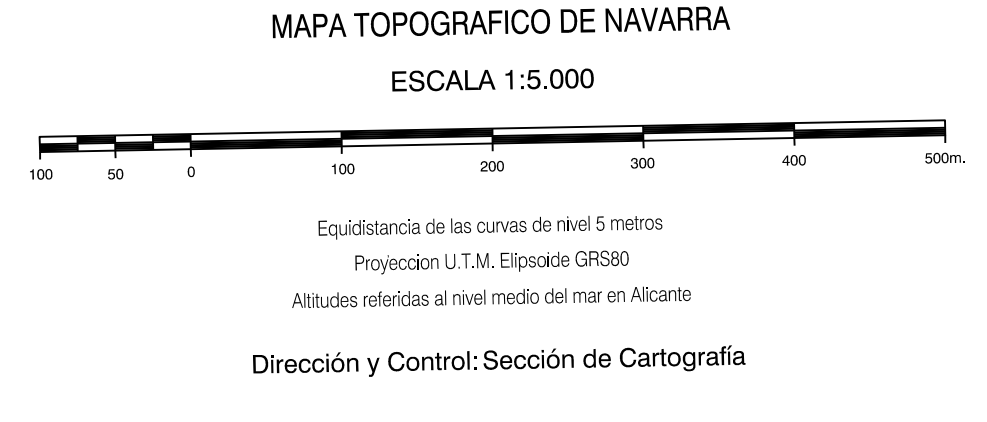 MAPA TOPOGRAFICO DE NAVARRA
ESCALA 1:5.000
100 50 0 100 200 300 400 500m.
Equidistancia de las curvas de nivel 5 metros
Proyeccion U.T.M. Elipsoide GRS80
Altitudes referidas al nivel medio del mar en Alicante
Dirección y Control: Sección de Cartografía